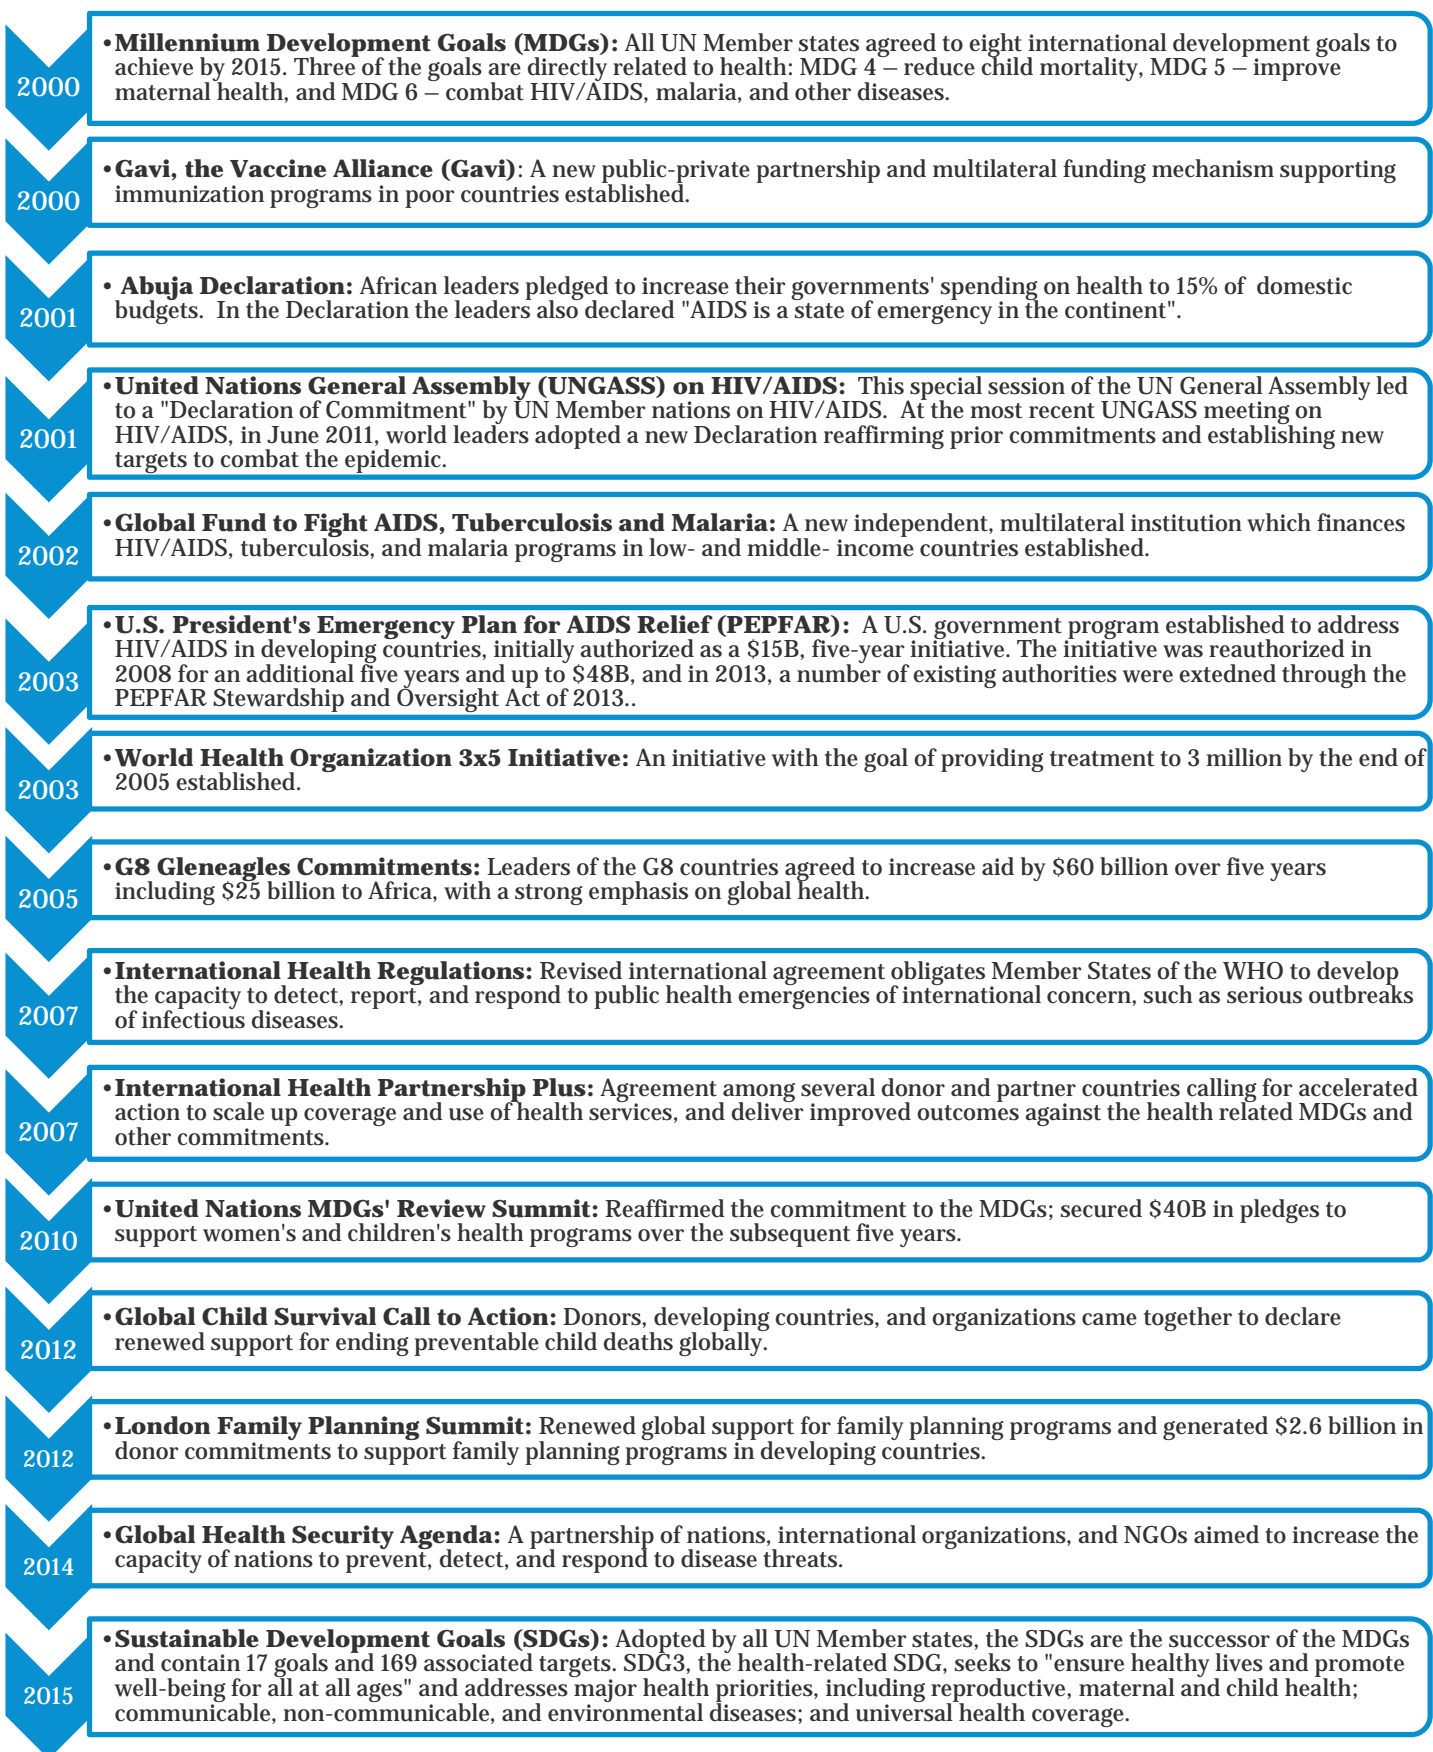 2000
•Millennium Development Goals (MDGs): All UN Member states agreed to eight international development goals to
achieve by 2015. Three of the goals are directly related to health: MDG 4 – reduce child mortality, MDG 5 – improve
maternal health, and MDG 6 – combat HIV/AIDS, malaria, and other diseases.
2000
•Gavi, the Vaccine Alliance (Gavi): A new public-private partnership and multilateral funding mechanism supporting
immunization programs in poor countries established.
2001
• Abuja Declaration: African leaders pledged to increase their governments' spending on health to 15% of  domestic
budgets.  In the Declaration the leaders also declared "AIDS is a state of emergency in the continent".
2001
•United Nations General Assembly (UNGASS) on HIV/AIDS:  This special session of the UN General Assembly led
to a "Declaration of Commitment" by UN Member nations on HIV/AIDS.  At the most recent UNGASS meeting on
HIV/AIDS, in June 2011, world leaders adopted a new Declaration reaffirming prior commitments and establishing new
targets to combat the epidemic.
2002
•Global Fund to Fight AIDS, Tuberculosis and Malaria: A new independent, multilateral institution which finances
HIV/AIDS, tuberculosis, and malaria programs in low- and middle- income countries established.
2003
•U.S. President's Emergency Plan for AIDS Relief (PEPFAR):  A U.S. government program established to address
HIV/AIDS in developing countries, initially authorized as a $15B, five-year initiative. The initiative was reauthorized in
2008 for an additional five years and up to $48B, and in 2013, a number of existing authorities were extedned through the
PEPFAR Stewardship and Oversight Act of 2013..
2003
•World Health Organization 3x5 Initiative: An initiative with the goal of providing treatment to 3 million by the end of
2005 established.
2005
•G8 Gleneagles Commitments: Leaders of the G8 countries agreed to increase aid by $60 billion over five years
including $25 billion to Africa, with a strong emphasis on global health.
2007
•International Health Regulations: Revised international agreement obligates Member States of the WHO to develop
the capacity to detect, report, and respond to public health emergencies of international concern, such as serious outbreaks
of infectious diseases.
2007
•International Health Partnership Plus: Agreement among several donor and partner countries calling for accelerated
action to scale up coverage and use of health services, and deliver improved outcomes against the health related MDGs and
other commitments.
2010
•United Nations MDGs' Review Summit: Reaffirmed the commitment to the MDGs; secured $40B in pledges to
support women's and children's health programs over the subsequent five years.
2012
•Global Child Survival Call to Action: Donors, developing countries, and organizations came together to declare
renewed support for ending preventable child deaths globally.
2012
•London Family Planning Summit: Renewed global support for family planning programs and generated $2.6 billion in
donor commitments to support family planning programs in developing countries.
2014
•Global Health Security Agenda: A partnership of nations, international organizations, and NGOs aimed to increase the
capacity of nations to prevent, detect, and respond to disease threats.
2015
•Sustainable Development Goals (SDGs): Adopted by all UN Member states, the SDGs are the successor of the MDGs
and contain 17 goals and 169 associated targets. SDG3, the health-related SDG, seeks to "ensure healthy lives and promote
well-being for all at all ages" and addresses major health priorities, including reproductive, maternal and child health;
communicable, non-communicable, and environmental diseases; and universal health coverage.